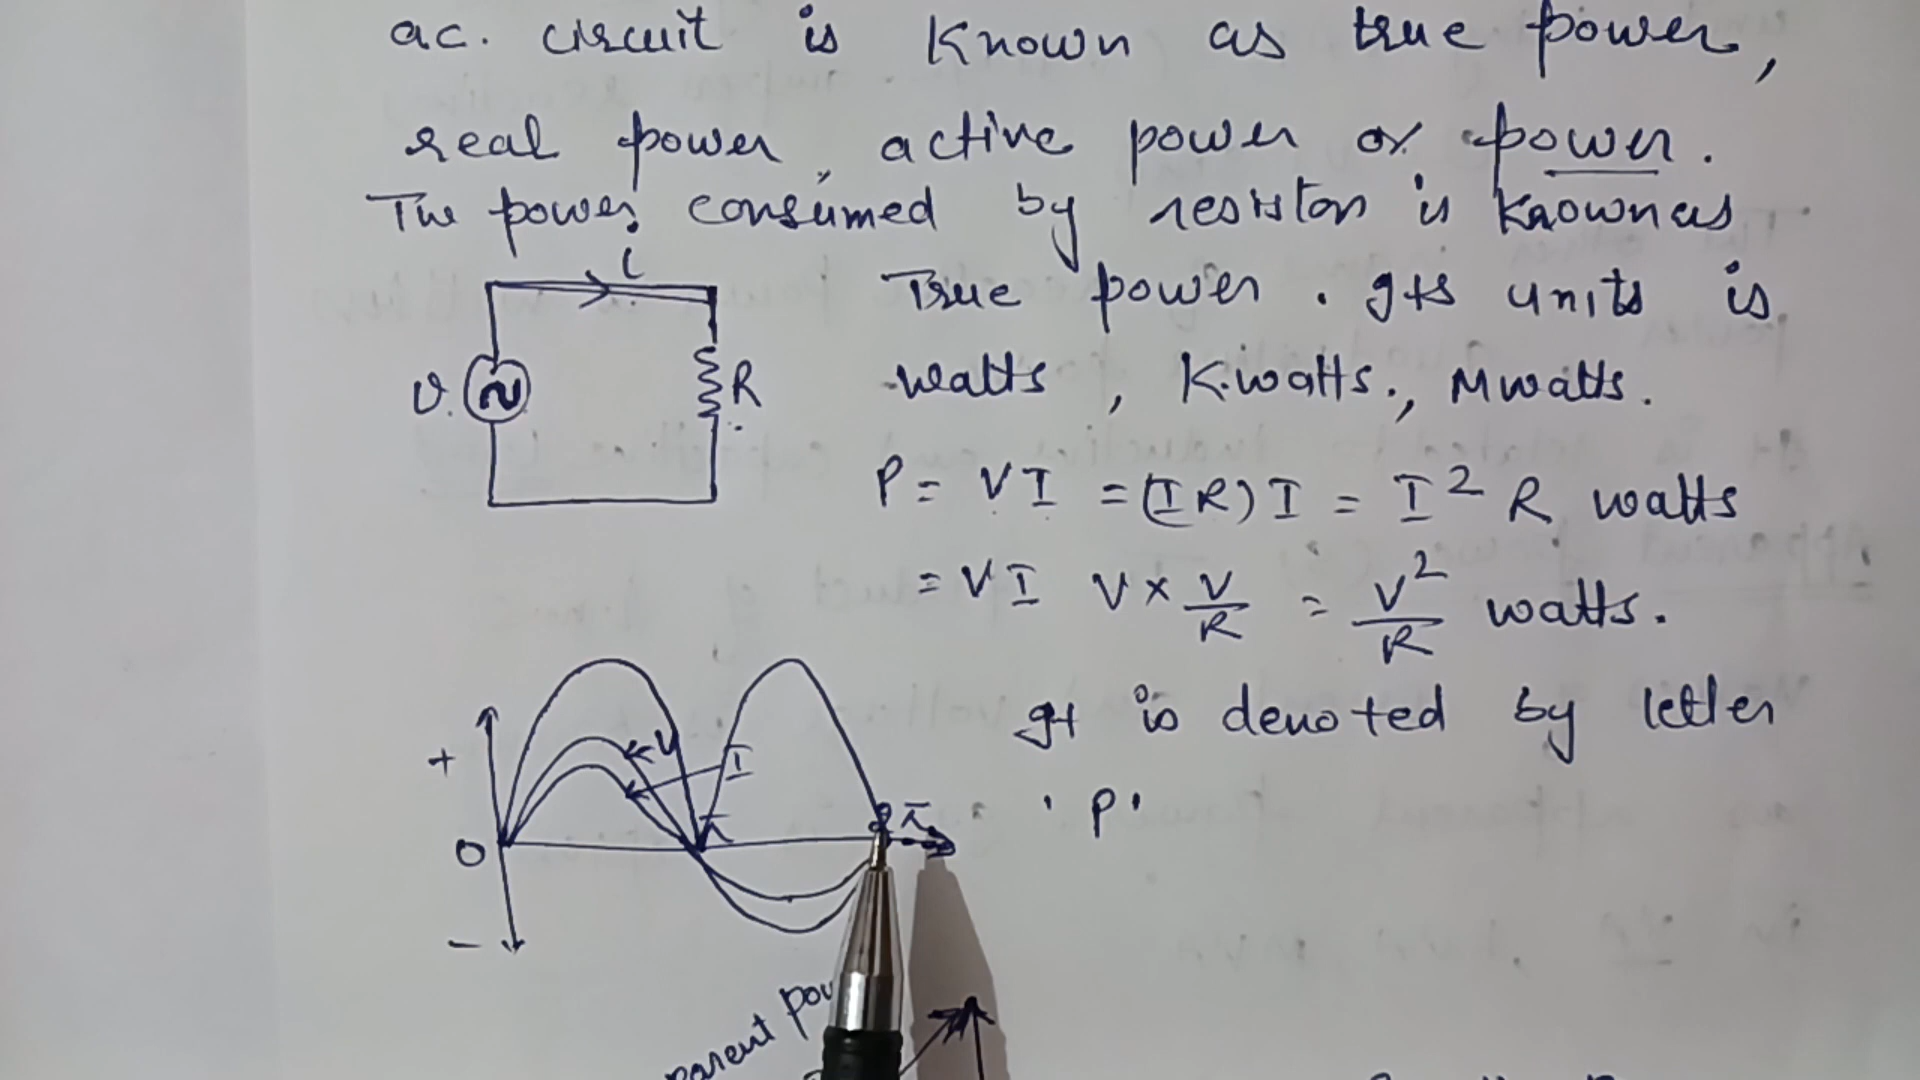 ac. circuit is known as true power,
real power, active power or power.
The power consumed by resistor is known as
i
True power. Its units is
V. R
watts, K.watts., Mwatts.
P = VI = (IR) I = I² R watts
= VI V × V/R = V²/R watts.
It is denoted by letter
'P'
+ V
I
0 π 2π
-
parent pow